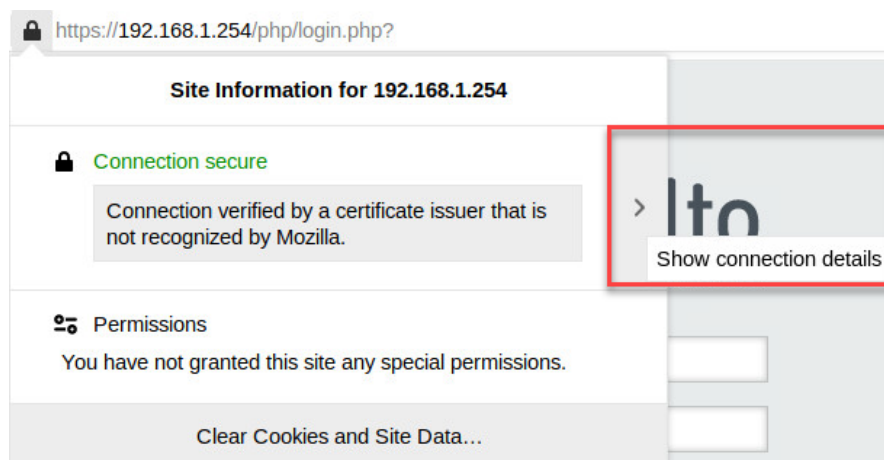 https://192.168.1.254/php/login.php?
Site Information for 192.168.1.254
Connection secure
Connection verified by a certificate issuer that is
not recognized by Mozilla.
lto
Show connection details
Permissions
You have not granted this site any special permissions.
Clear Cookies and Site Data…